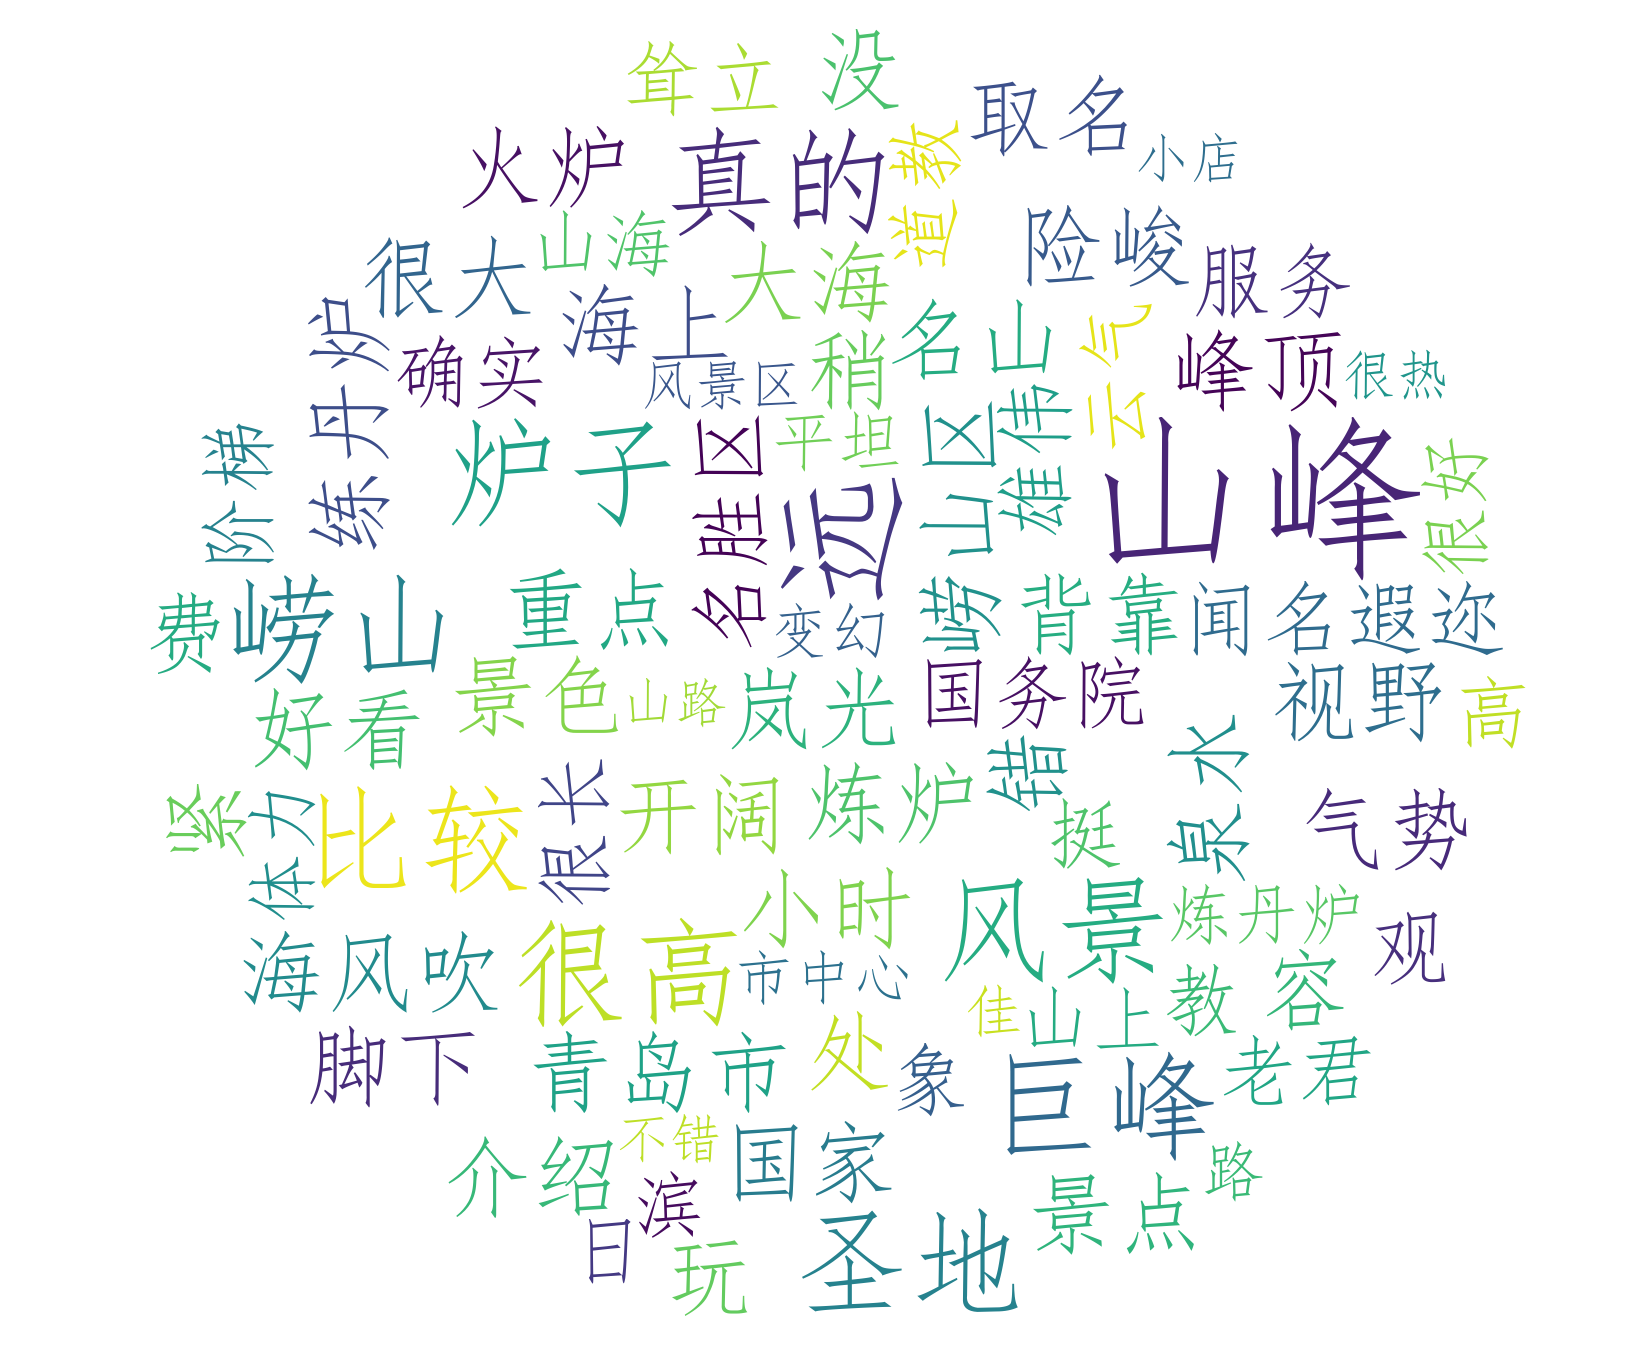 耸立
没
取名
火炉
真的
道教
小店
山海
险峻
很大
大海
服务
海上
名山
云气
练丹炉
确实
风景区
稍
峰顶
很热
阶梯
炉子
名胜区
平坦
远
山区
雄伟
山峰
很好
费
崂山
重点
变幻
崂
背靠
闻名遐迩
好看
景色
山路
岚光
国务院
视野
高
紧
体力
比较
很长
开阔
炼炉
错
挺
泉水
气势
海风吹
很高
小时
市中心
风景
炼丹炉
观
佳
山上
教
容
脚下
青岛市
处
象
巨峰
老君
介绍
不错
国家
景点
路
滨
日
玩
圣地